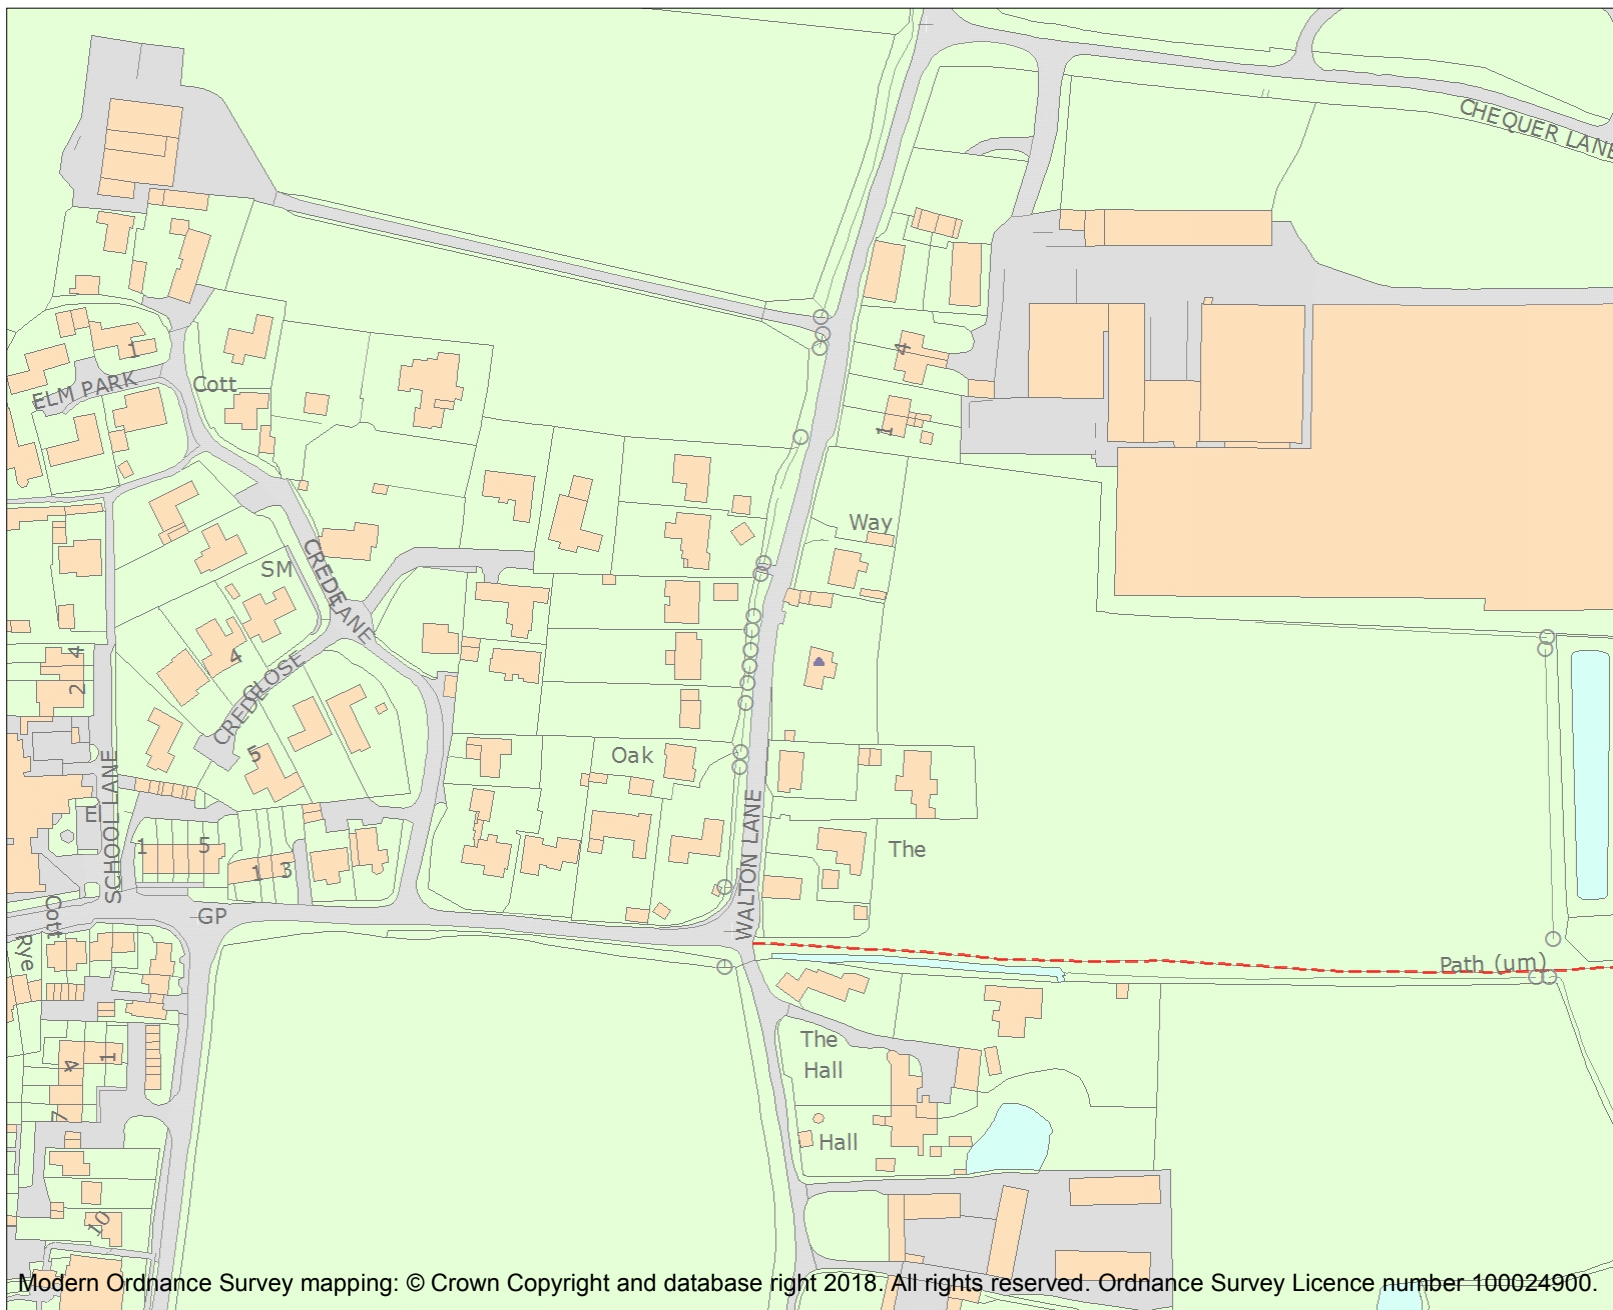 CHEQUER LANE
1
ELM PARK
Cott
4
1
Way
SM
CREDE LANE
4
CREDE CLOSE
5
4
2
Oak
SCHOOL LANE
El
1
5
1
3
WALTON LANE
The
GP
Cott
Rye
Path (um)
The
Hall
Hall
4
1
7
10
Modern Ordnance Survey mapping: © Crown Copyright and database right 2018. All rights reserved. Ordnance Survey Licence number 100024900.